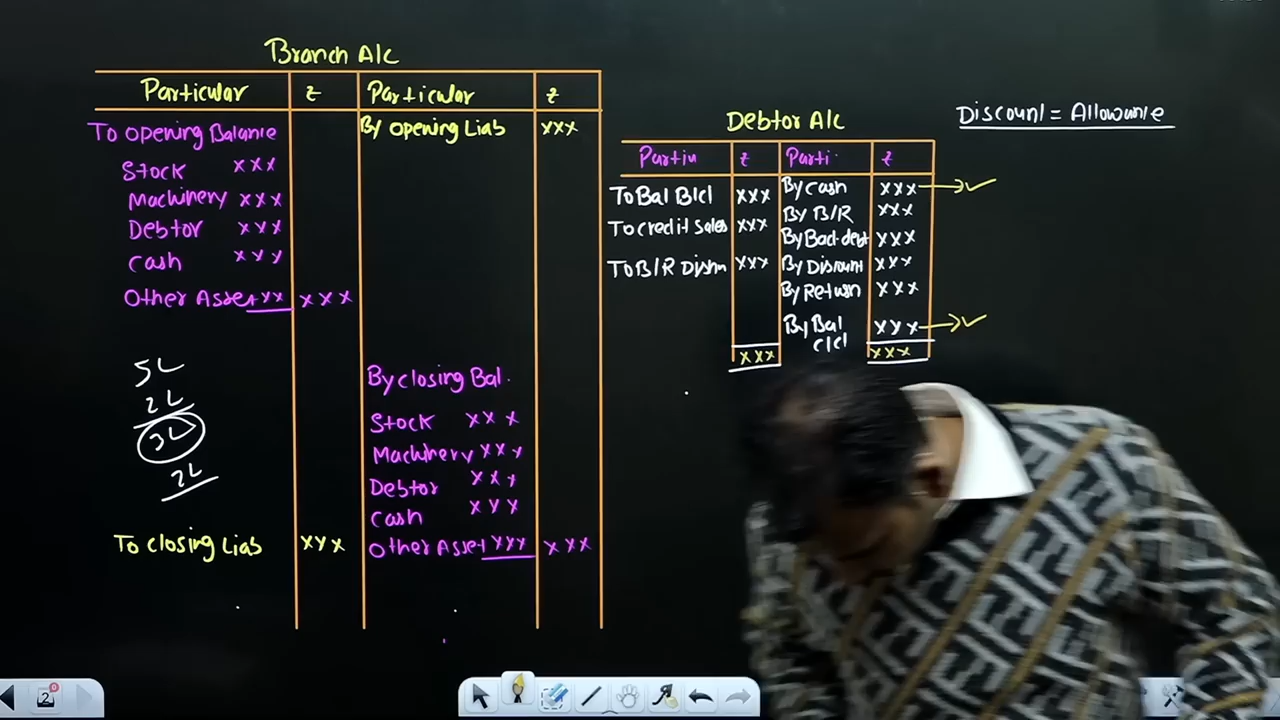 Branch A/c
Particular ₹ Particular ₹
To opening Balance By opening Liab xxx
Stock xxx
Machinery xxx
Debtor xxx
Cash xxx
Other Asset xx xxx
5L
2L
3L
2L
By closing Bal.
Stock xxx
Machinery xxx
Debtor xxx
Cash xxx
To closing Liab xxx Other Asset xxx xxx
Debtor A/c
Partiu ₹ Parti. ₹
To Bal B/d xxx By cash xxx
To credit Sales xxx By B/R xxx
By Bad-debt xxx
To B/R Dishn xxx By Discount xxx
By Return xxx
By Bal c/d xxx
xxx xxx
Discount = Allowance
2